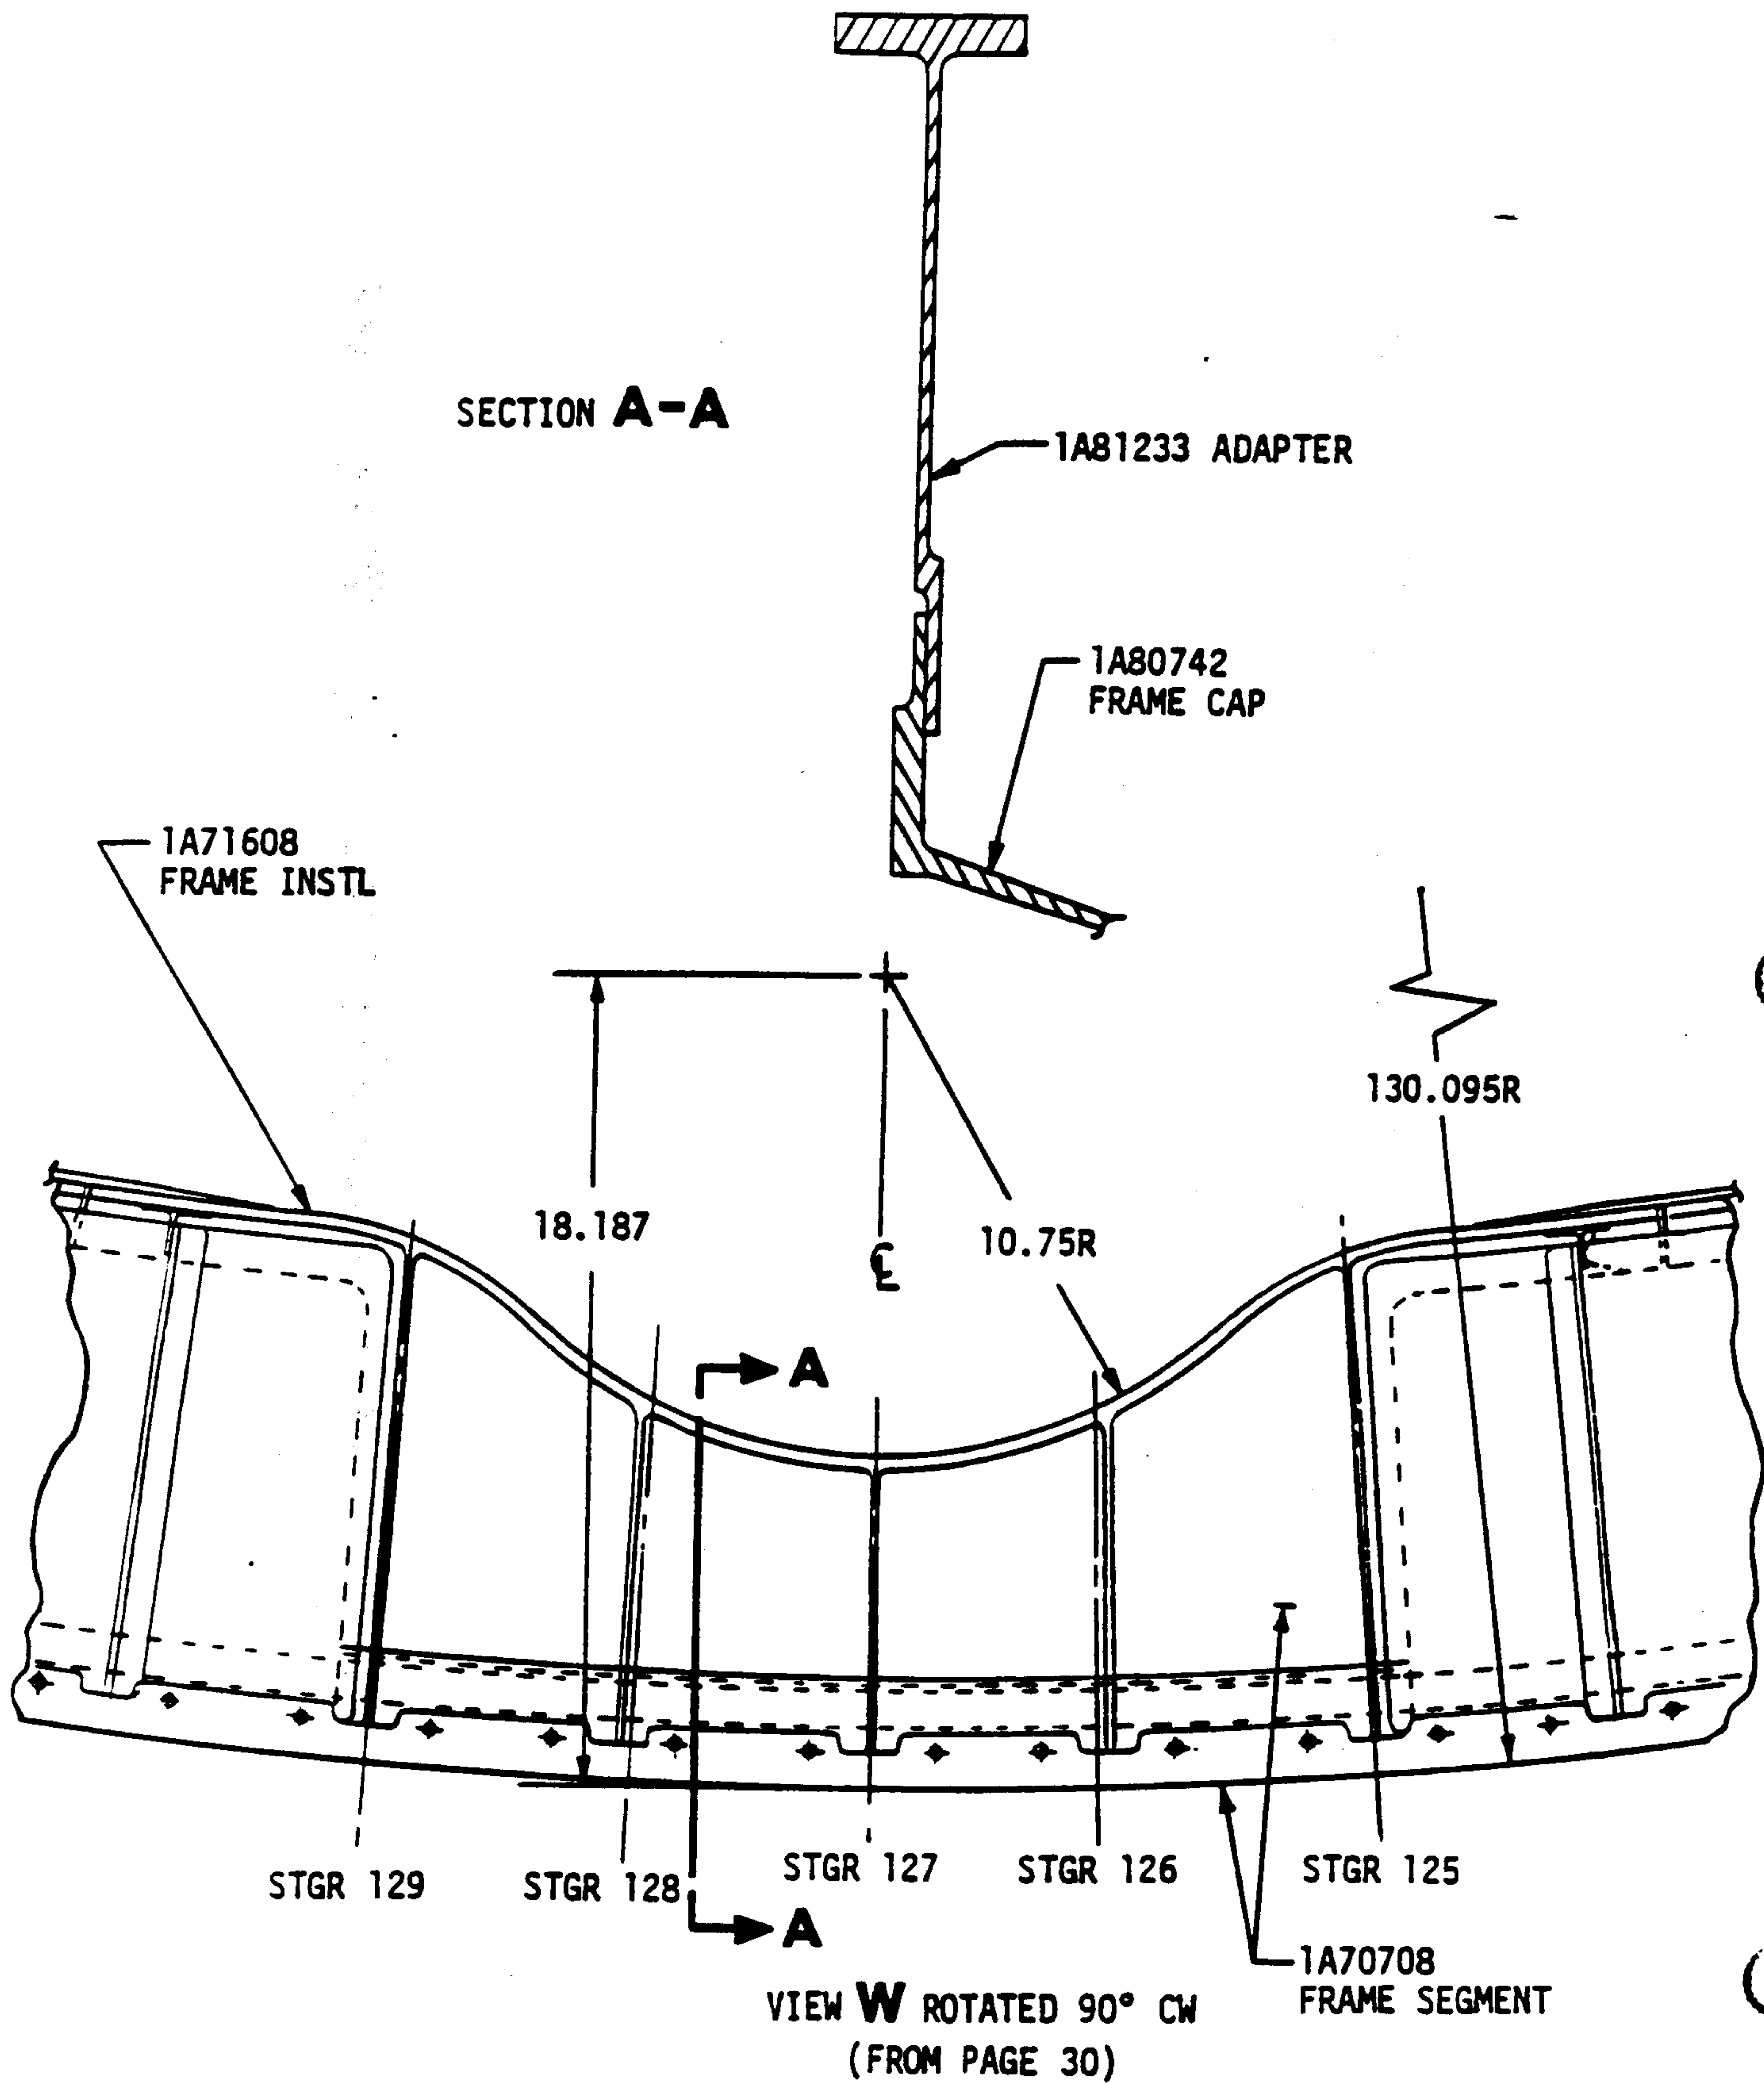 SECTION A-A
1A81233 ADAPTER
1A80742
FRAME CAP
1A71608
FRAME INSTL
130.095R
18.187
10.75R
℄
A
STGR 129
STGR 128
STGR 127
STGR 126
STGR 125
A
1A70708
FRAME SEGMENT
VIEW W ROTATED 90° CW
(FROM PAGE 30)